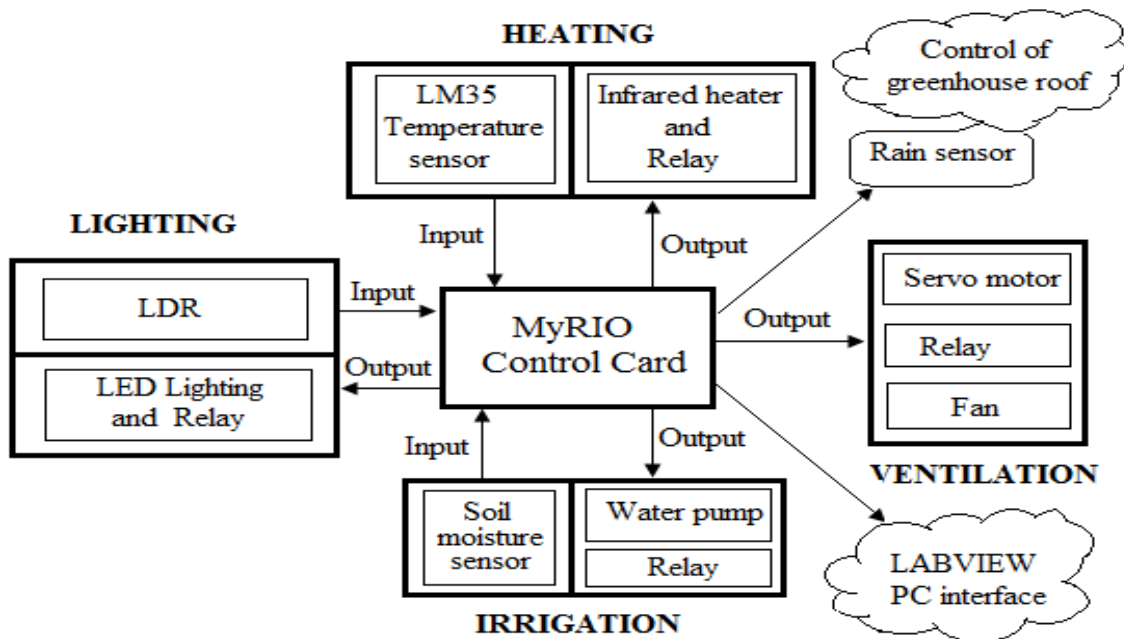 HEATING
LM35
Temperature
sensor
Infrared heater
and
Relay
Control of
greenhouse roof
Rain sensor
LIGHTING
Input
Output
LDR
Input
MyRIO
Control Card
Output
Servo motor
Relay
Fan
LED Lighting
and Relay
Output
Input
Output
VENTILATION
Soil
moisture
sensor
Water pump
Relay
LABVIEW
PC interface
IRRIGATION